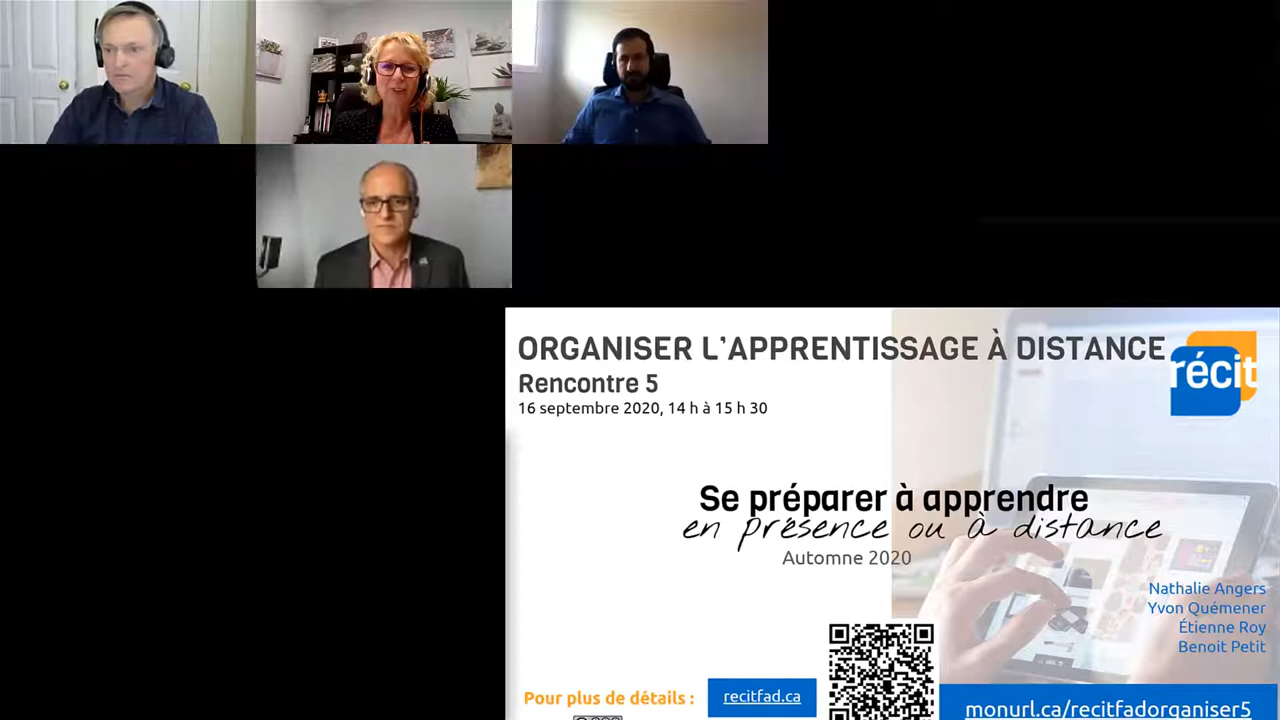 ORGANISER L'APPRENTISSAGE À DISTANCE
Rencontre 5
16 septembre 2020, 14 h à 15 h 30
récit
Se préparer à apprendre
en présence ou à distance
Automne 2020
Nathalie Angers
Yvon Quémener
Étienne Roy
Benoit Petit
Pour plus de détails :
recitfad.ca
monurl.ca/recitfadorganiser5